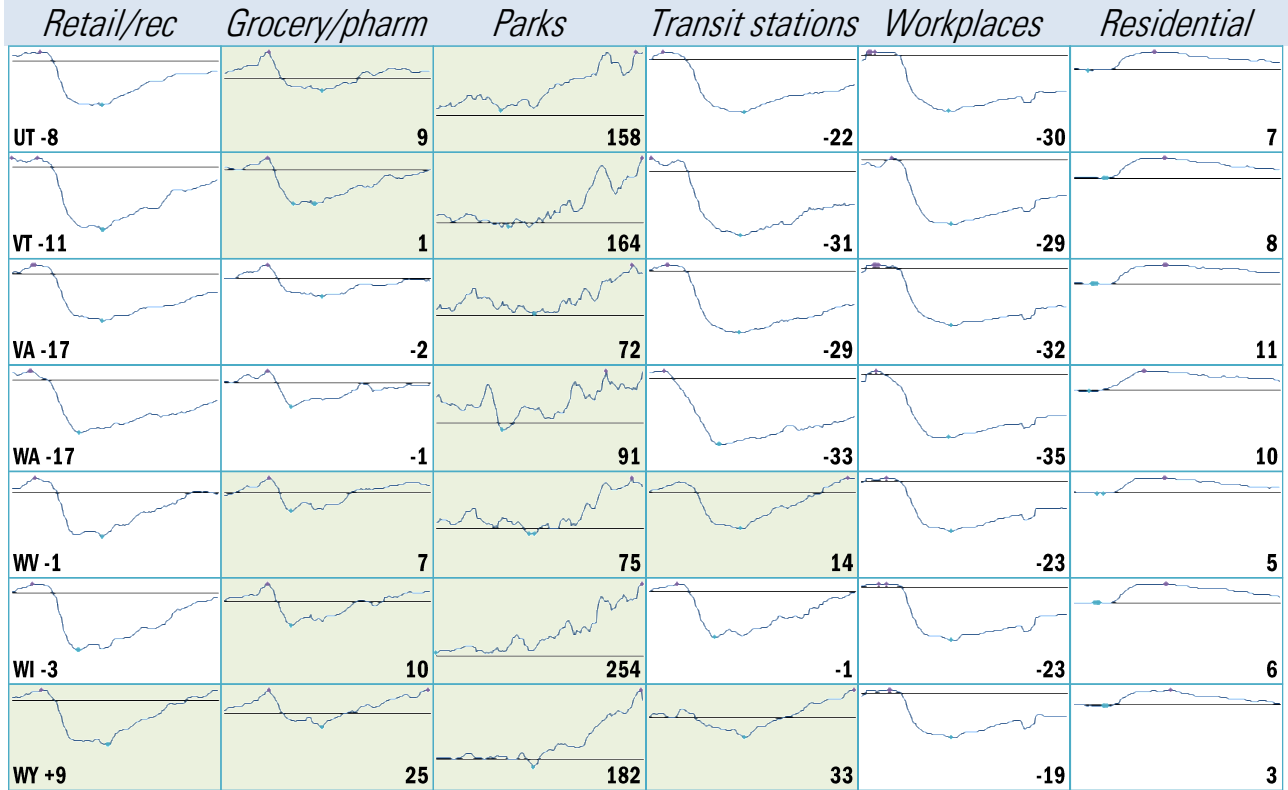 Retail/rec Grocery/pharm Parks Transit stations Workplaces Residential
UT -8 9 158 -22 -30 7
VT -11 1 164 -31 -29 8
VA -17 -2 72 -29 -32 11
WA -17 -1 91 -33 -35 10
WV -1 7 75 14 -23 5
WI -3 10 254 -1 -23 6
WY +9 25 182 33 -19 3